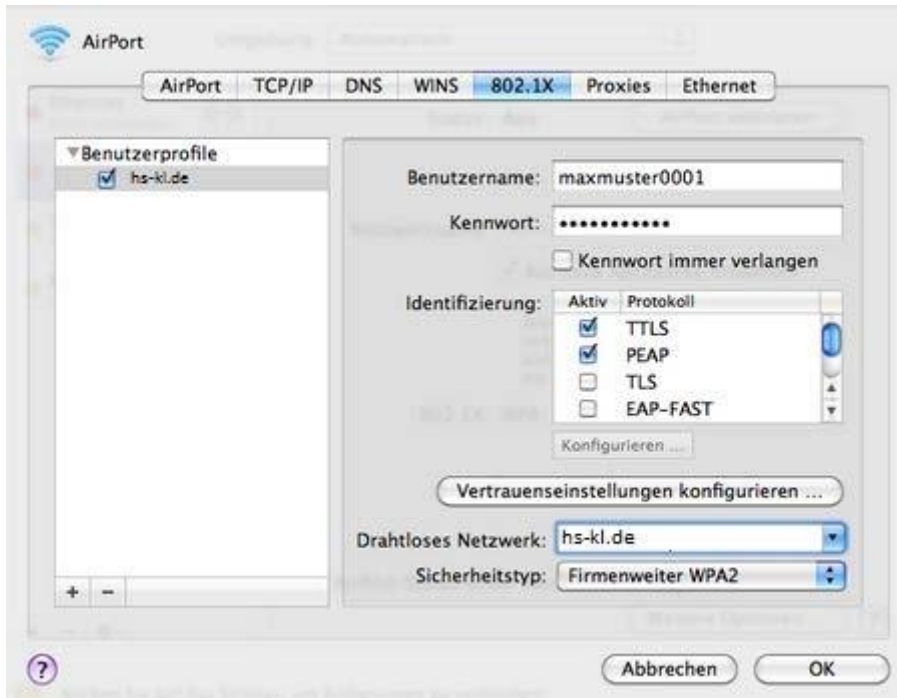 AirPort
AirPort TCP/IP DNS WINS 802.1X Proxies Ethernet
Benutzerprofile
hs-kl.de
Benutzername: maxmuster0001
Kennwort: •••••••••••
Kennwort immer verlangen
Identifizierung: Aktiv Protokoll
TTLS
PEAP
TLS
EAP-FAST
Konfigurieren ...
Vertrauenseinstellungen konfigurieren ...
Drahtloses Netzwerk: hs-kl.de
Sicherheitstyp: Firmenweiter WPA2
+ −
? Abbrechen OK